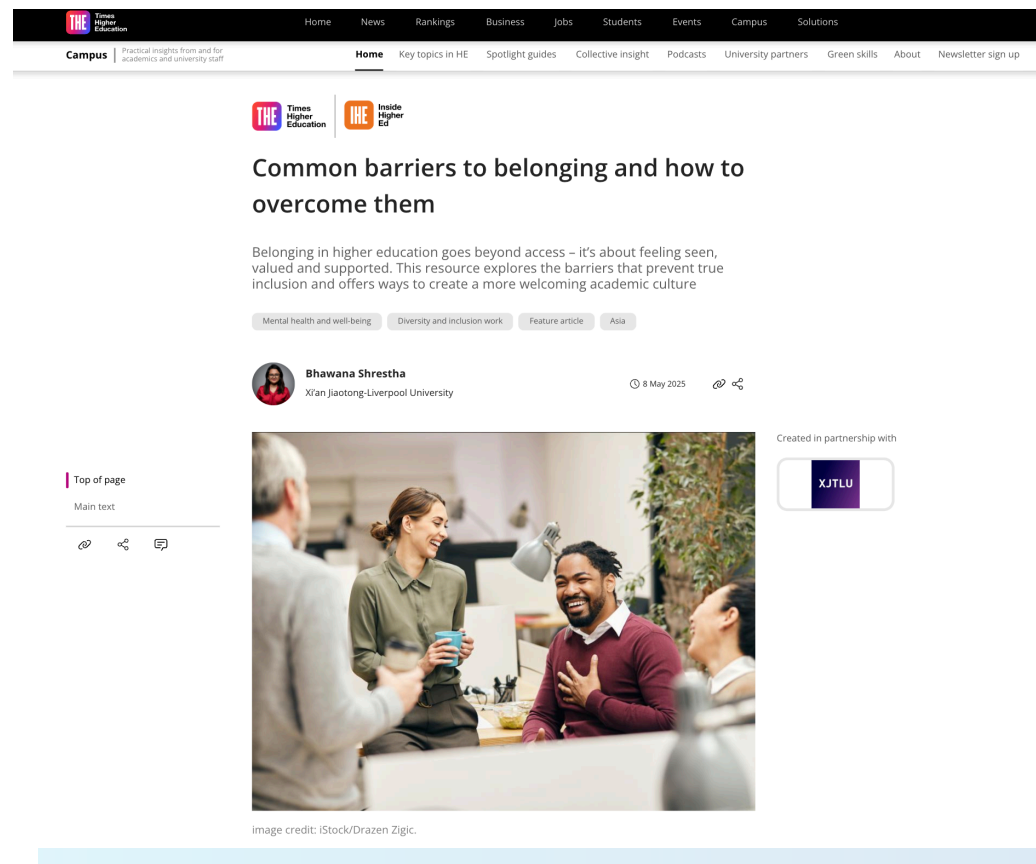 THE Times Higher Education
Home News Rankings Business Jobs Students Events Campus Solutions
Campus Practical insights from and for academics and university staff
Home Key topics in HE Spotlight guides Collective insight Podcasts University partners Green skills About Newsletter sign up
THE Times Higher Education IHE Inside Higher Ed
Common barriers to belonging and how to
overcome them
Belonging in higher education goes beyond access – it’s about feeling seen,
valued and supported. This resource explores the barriers that prevent true
inclusion and offers ways to create a more welcoming academic culture
Mental health and well-being Diversity and inclusion work Feature article Asia
Bhawana Shrestha
Xi’an Jiaotong-Liverpool University
8 May 2025
Created in partnership with
XJTLU
Top of page
Main text
image credit: iStock/Drazen Zigic.